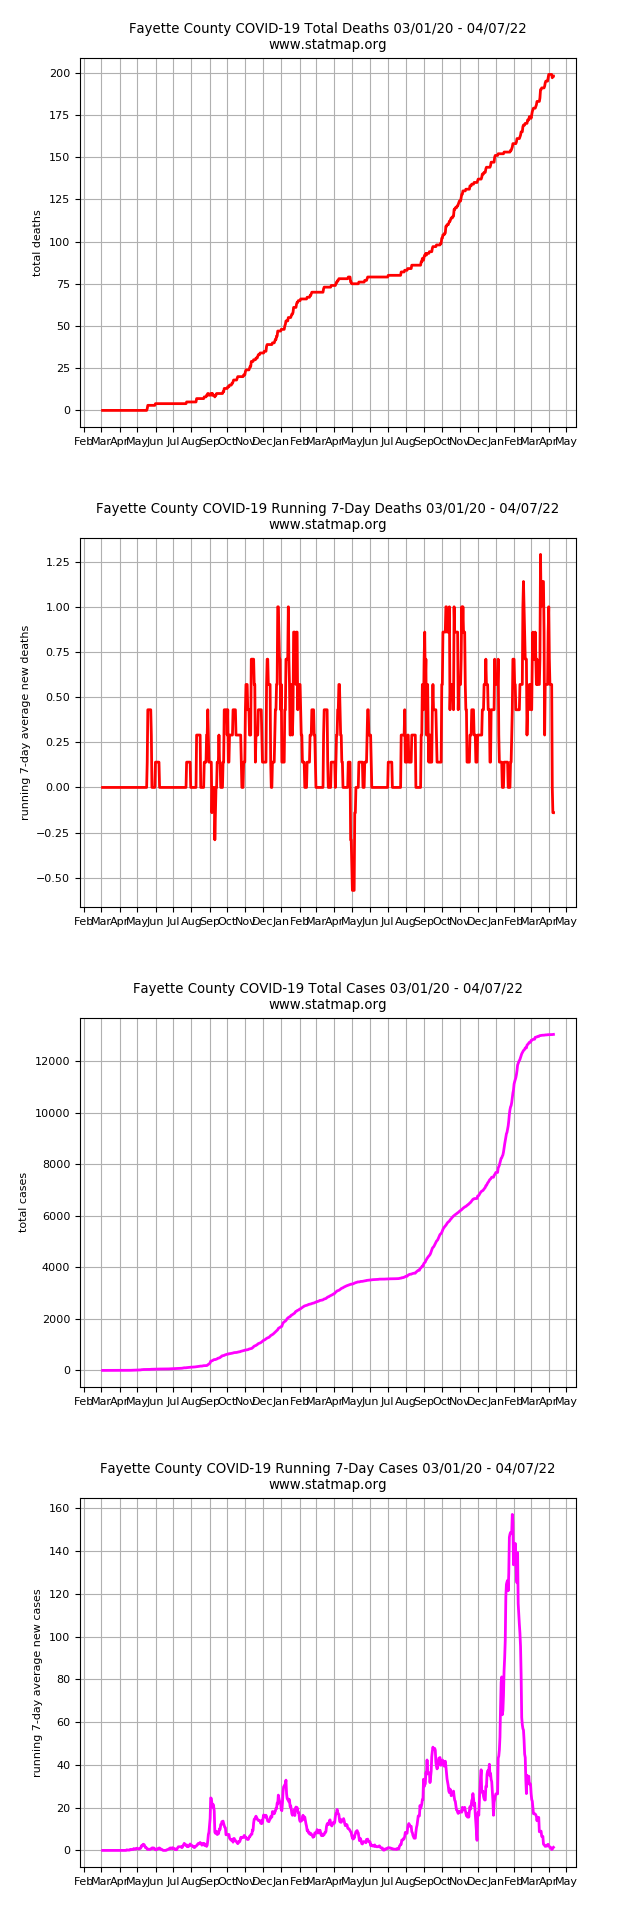 Fayette County COVID-19 Total Deaths 03/01/20 - 04/07/22
www.statmap.org
200
175
150
125
100
75
50
25
0
total deaths
Feb Mar Apr May Jun Jul Aug Sep Oct Nov Dec Jan Feb Mar Apr May Jun Jul Aug Sep Oct Nov Dec Jan Feb Mar Apr May
Fayette County COVID-19 Running 7-Day Deaths 03/01/20 - 04/07/22
www.statmap.org
1.25
1.00
0.75
0.50
0.25
0.00
−0.25
−0.50
running 7-day average new deaths
Feb Mar Apr May Jun Jul Aug Sep Oct Nov Dec Jan Feb Mar Apr May Jun Jul Aug Sep Oct Nov Dec Jan Feb Mar Apr May
Fayette County COVID-19 Total Cases 03/01/20 - 04/07/22
www.statmap.org
12000
10000
8000
6000
4000
2000
0
total cases
Feb Mar Apr May Jun Jul Aug Sep Oct Nov Dec Jan Feb Mar Apr May Jun Jul Aug Sep Oct Nov Dec Jan Feb Mar Apr May
Fayette County COVID-19 Running 7-Day Cases 03/01/20 - 04/07/22
www.statmap.org
160
140
120
100
80
60
40
20
0
running 7-day average new cases
Feb Mar Apr May Jun Jul Aug Sep Oct Nov Dec Jan Feb Mar Apr May Jun Jul Aug Sep Oct Nov Dec Jan Feb Mar Apr May